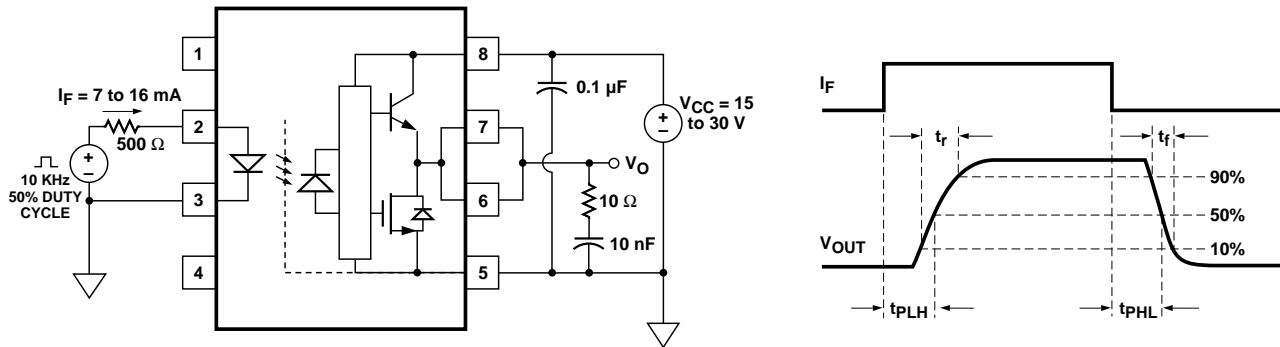 1
I_F = 7 to 16 mA
2
500 Ω
+
−
10 KHz
50% DUTY
CYCLE
3
4
8
0.1 µF
V_CC = 15
to 30 V
+
−
7
V_O
6
10 Ω
10 nF
5
I_F
t_r
t_f
90%
50%
V_OUT
10%
t_PLH
t_PHL